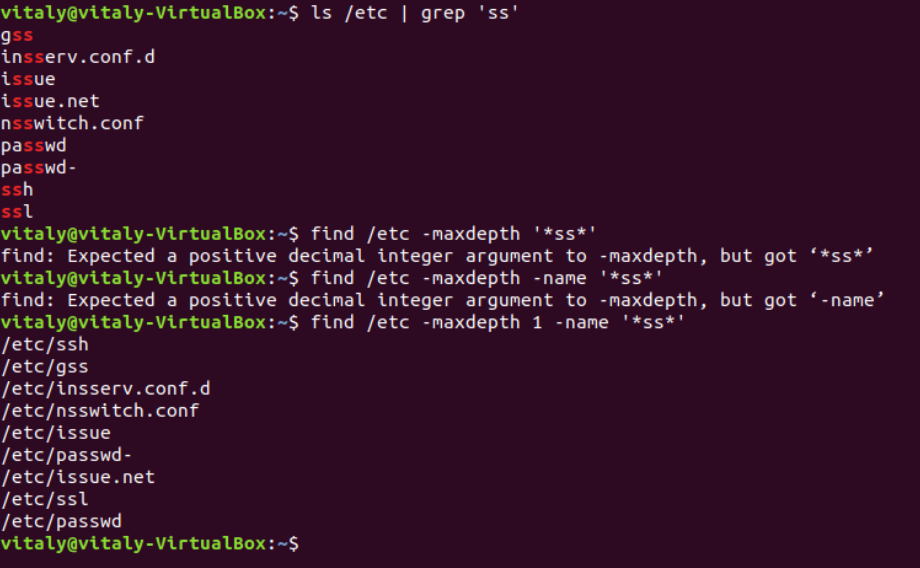 vitaly@vitaly-VirtualBox:~$ ls /etc | grep 'ss'
gss
insserv.conf.d
issue
issue.net
nsswitch.conf
passwd
passwd-
ssh
ssl
vitaly@vitaly-VirtualBox:~$ find /etc -maxdepth '*ss*'
find: Expected a positive decimal integer argument to -maxdepth, but got ‘*ss*’
vitaly@vitaly-VirtualBox:~$ find /etc -maxdepth -name '*ss*'
find: Expected a positive decimal integer argument to -maxdepth, but got ‘-name’
vitaly@vitaly-VirtualBox:~$ find /etc -maxdepth 1 -name '*ss*'
/etc/ssh
/etc/gss
/etc/insserv.conf.d
/etc/nsswitch.conf
/etc/issue
/etc/passwd-
/etc/issue.net
/etc/ssl
/etc/passwd
vitaly@vitaly-VirtualBox:~$